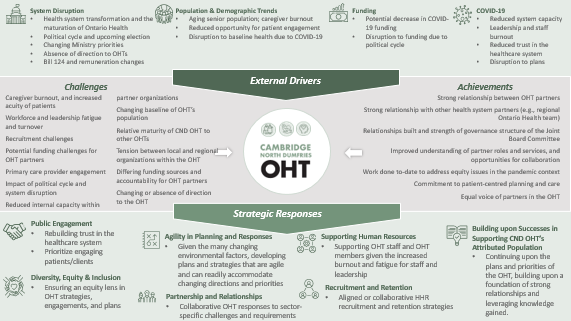 System Disruption
• Health system transformation and the
maturation of Ontario Health
• Political cycle and upcoming election
• Changing Ministry priorities
• Absence of direction to OHTs
• Bill 124 and remuneration changes
Population & Demographic Trends
• Aging senior population; caregiver burnout
• Reduced opportunity for patient engagement
• Disruption to baseline health due to COVID-19
Funding
• Potential decrease in COVID-
19 funding
• Disruption to funding due to
political cycle
COVID-19
• Reduced system capacity
• Leadership and staff
burnout
• Reduced trust in the
healthcare system
• Disruption to plans
External Drivers
Challenges
Caregiver burnout, and increased
acuity of patients
Workforce and leadership fatigue
and turnover
Recruitment challenges
Potential funding challenges for
OHT partners
Primary care provider engagement
Impact of political cycle and
system disruption
Reduced internal capacity within
partner organizations
Changing baseline of OHT's
population
Relative maturity of CND OHT to
other OHTs
Tension between local and regional
organizations within the OHT
Differing funding sources and
accountability for OHT partners
Changing or absence of direction
to the OHT
CAMBRIDGE
NORTH DUMFRIES
OHT
Achievements
Strong relationship between OHT partners
Strong relationship with other health system partners (e.g., regional
Ontario Health team)
Relationships built and strength of governance structure of the Joint
Board Committee
Improved understanding of partner roles and services, and
opportunities for collaboration
Work done to-date to address equity issues in the pandemic context
Commitment to patient-centred planning and care
Equal voice of partners in the OHT
Strategic Responses
Public Engagement
• Rebuilding trust in the
healthcare system
• Prioritize engaging
patients/clients
Diversity, Equity & Inclusion
• Ensuring an equity lens in
OHT strategies,
engagements, and plans
Agility in Planning and Responses
• Given the many changing
environmental factors, developing
plans and strategies that are agile
and can readily accommodate
changing directions and priorities
Partnership and Relationships
• Collaborative OHT responses to sector-
specific challenges and requirements
Supporting Human Resources
• Supporting OHT staff and OHT
members given the increased
burnout and fatigue for staff and
leadership
Recruitment and Retention
• Aligned or collaborative HHR
recruitment and retention strategies
Building upon Successes in
Supporting CND OHT's
Attributed Population
• Continuing upon the
plans and priorities of
the OHT, building upon a
foundation of strong
relationships and
leveraging knowledge
gained.